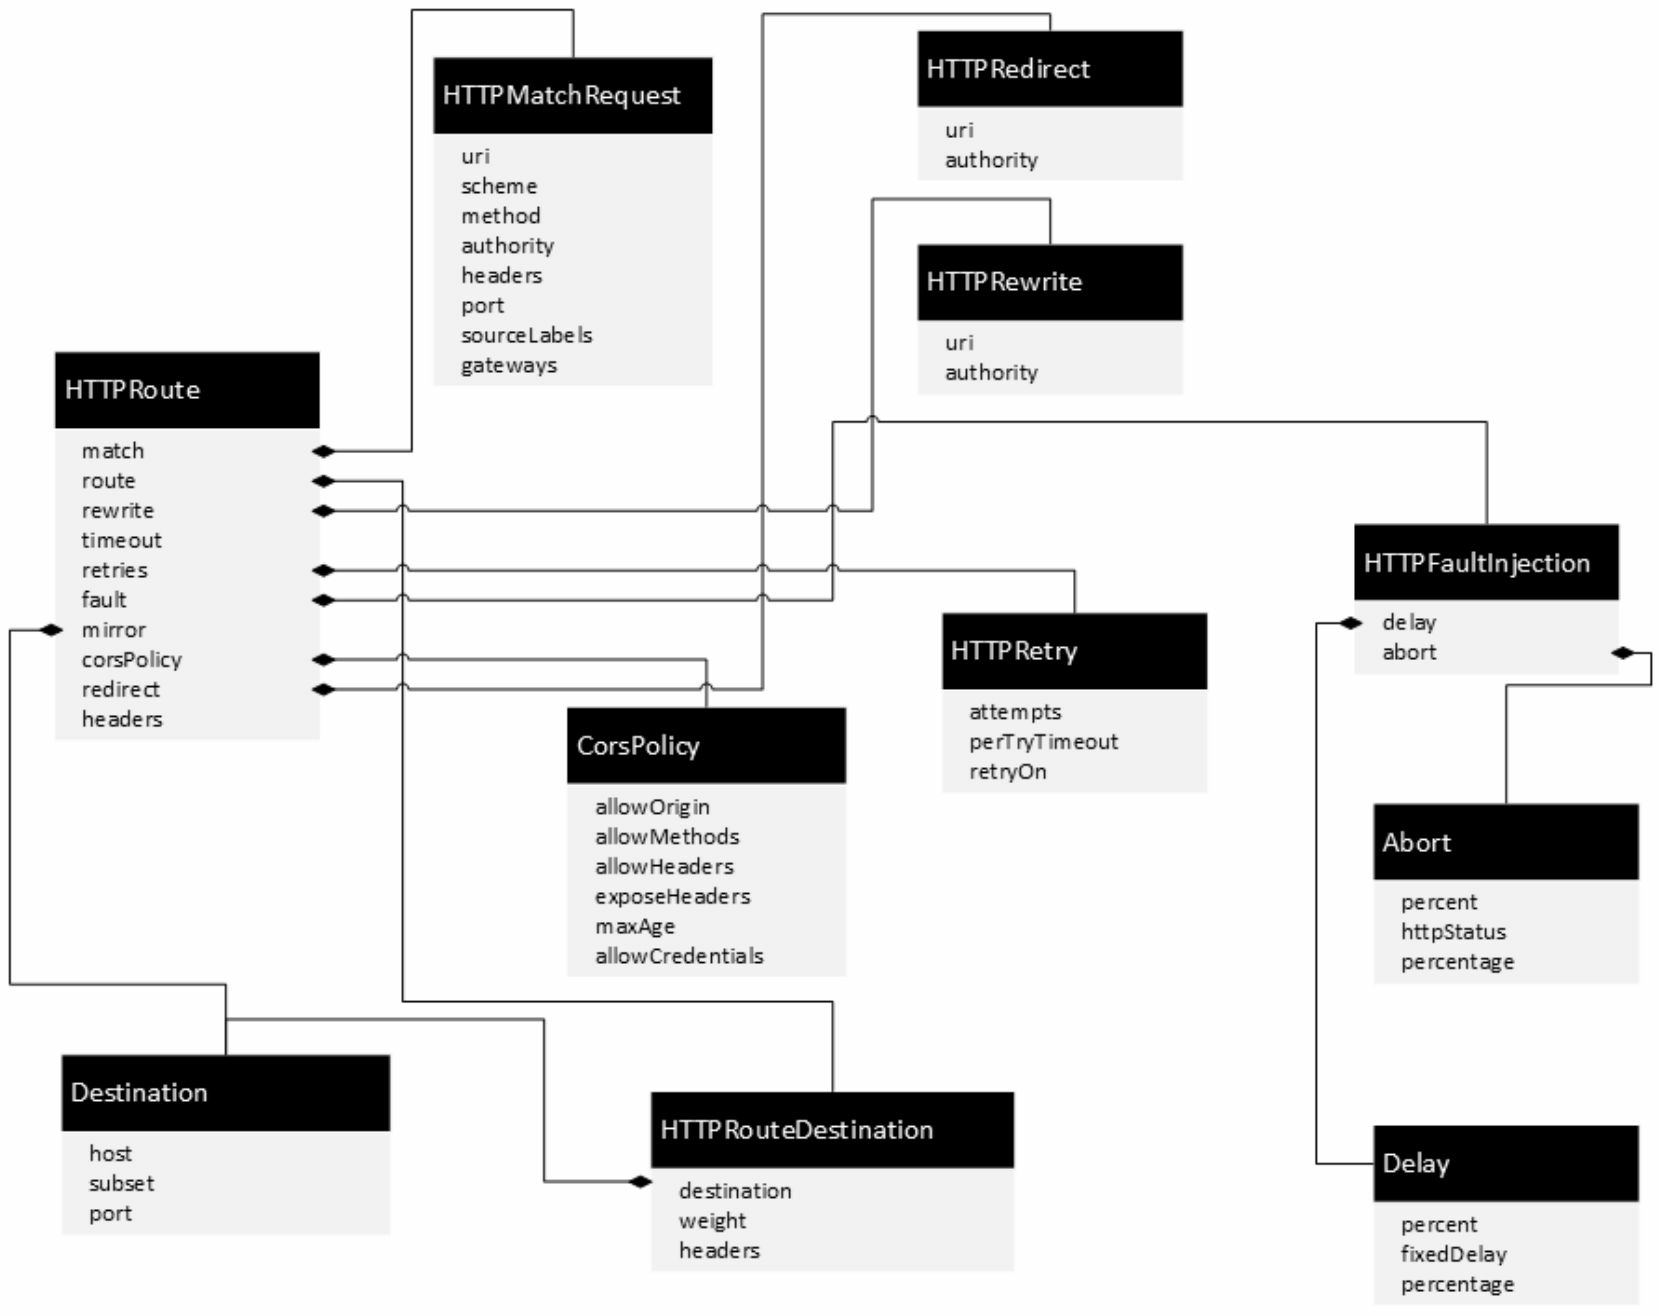 HTTPMatchRequest
uri
scheme
method
authority
headers
port
sourceLabels
gateways
HTTPRedirect
uri
authority
HTTPRewrite
uri
authority
HTTPRoute
match
route
rewrite
timeout
retries
fault
mirror
corsPolicy
redirect
headers
HTTPFaultInjection
delay
abort
HTTPRetry
attempts
perTryTimeout
retryOn
CorsPolicy
allowOrigin
allowMethods
allowHeaders
exposeHeaders
maxAge
allowCredentials
Abort
percent
httpStatus
percentage
Destination
host
subset
port
HTTPRouteDestination
destination
weight
headers
Delay
percent
fixedDelay
percentage